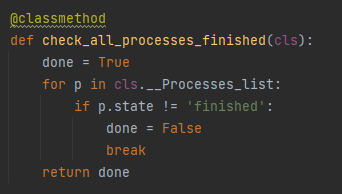 @classmethod
def check_all_processes_finished(cls):
    done = True
    for p in cls.__Processes_list:
        if p.state != 'finished':
            done = False
            break
    return done